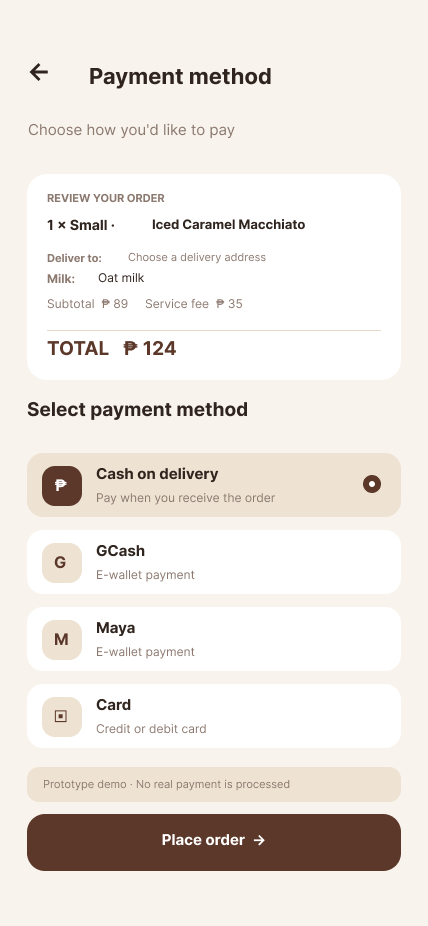 Payment method
Choose how you'd like to pay
REVIEW YOUR ORDER
1 × Small · Iced Caramel Macchiato
Deliver to: Choose a delivery address
Milk: Oat milk
Subtotal ₱ 89 Service fee ₱ 35
TOTAL ₱ 124
Select payment method
₱ Cash on delivery
Pay when you receive the order
G GCash
E-wallet payment
M Maya
E-wallet payment
Card
Credit or debit card
Prototype demo · No real payment is processed
Place order →